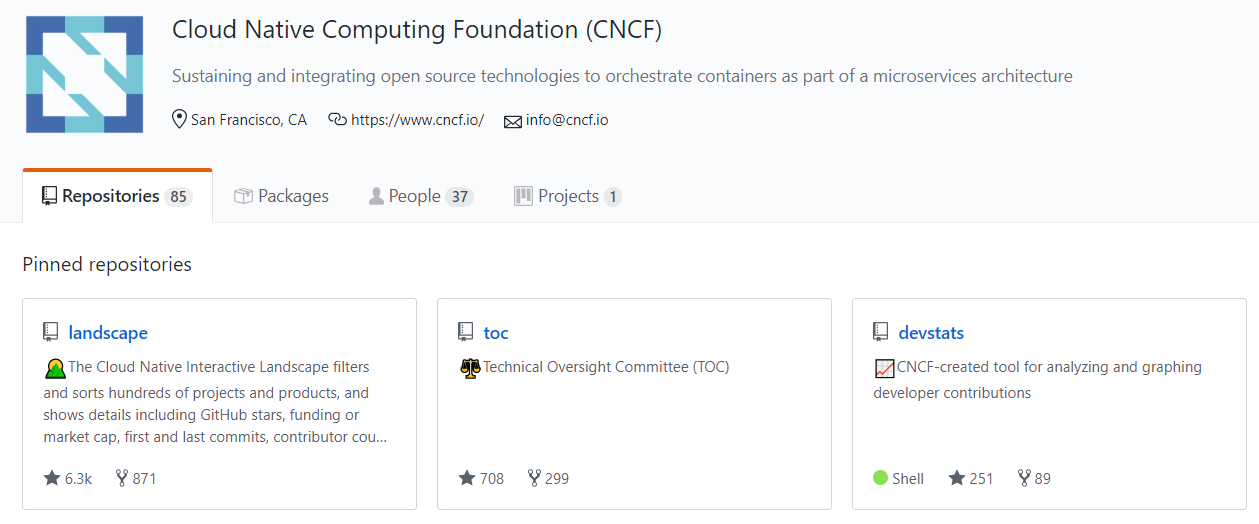 Cloud Native Computing Foundation (CNCF)
Sustaining and integrating open source technologies to orchestrate containers as part of a microservices architecture
San Francisco, CA https://www.cncf.io/ info@cncf.io
Repositories 85 Packages People 37 Projects 1
Pinned repositories
landscape
The Cloud Native Interactive Landscape filters
and sorts hundreds of projects and products, and
shows details including GitHub stars, funding or
market cap, first and last commits, contributor cou...
6.3k 871
toc
Technical Oversight Committee (TOC)
708 299
devstats
CNCF-created tool for analyzing and graphing
developer contributions
Shell 251 89